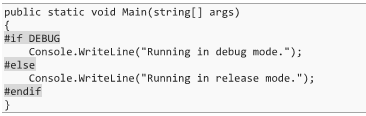 public static void Main(string[] args)
{
#if DEBUG
    Console.WriteLine("Running in debug mode.");
#else
    Console.WriteLine("Running in release mode.");
#endif
}